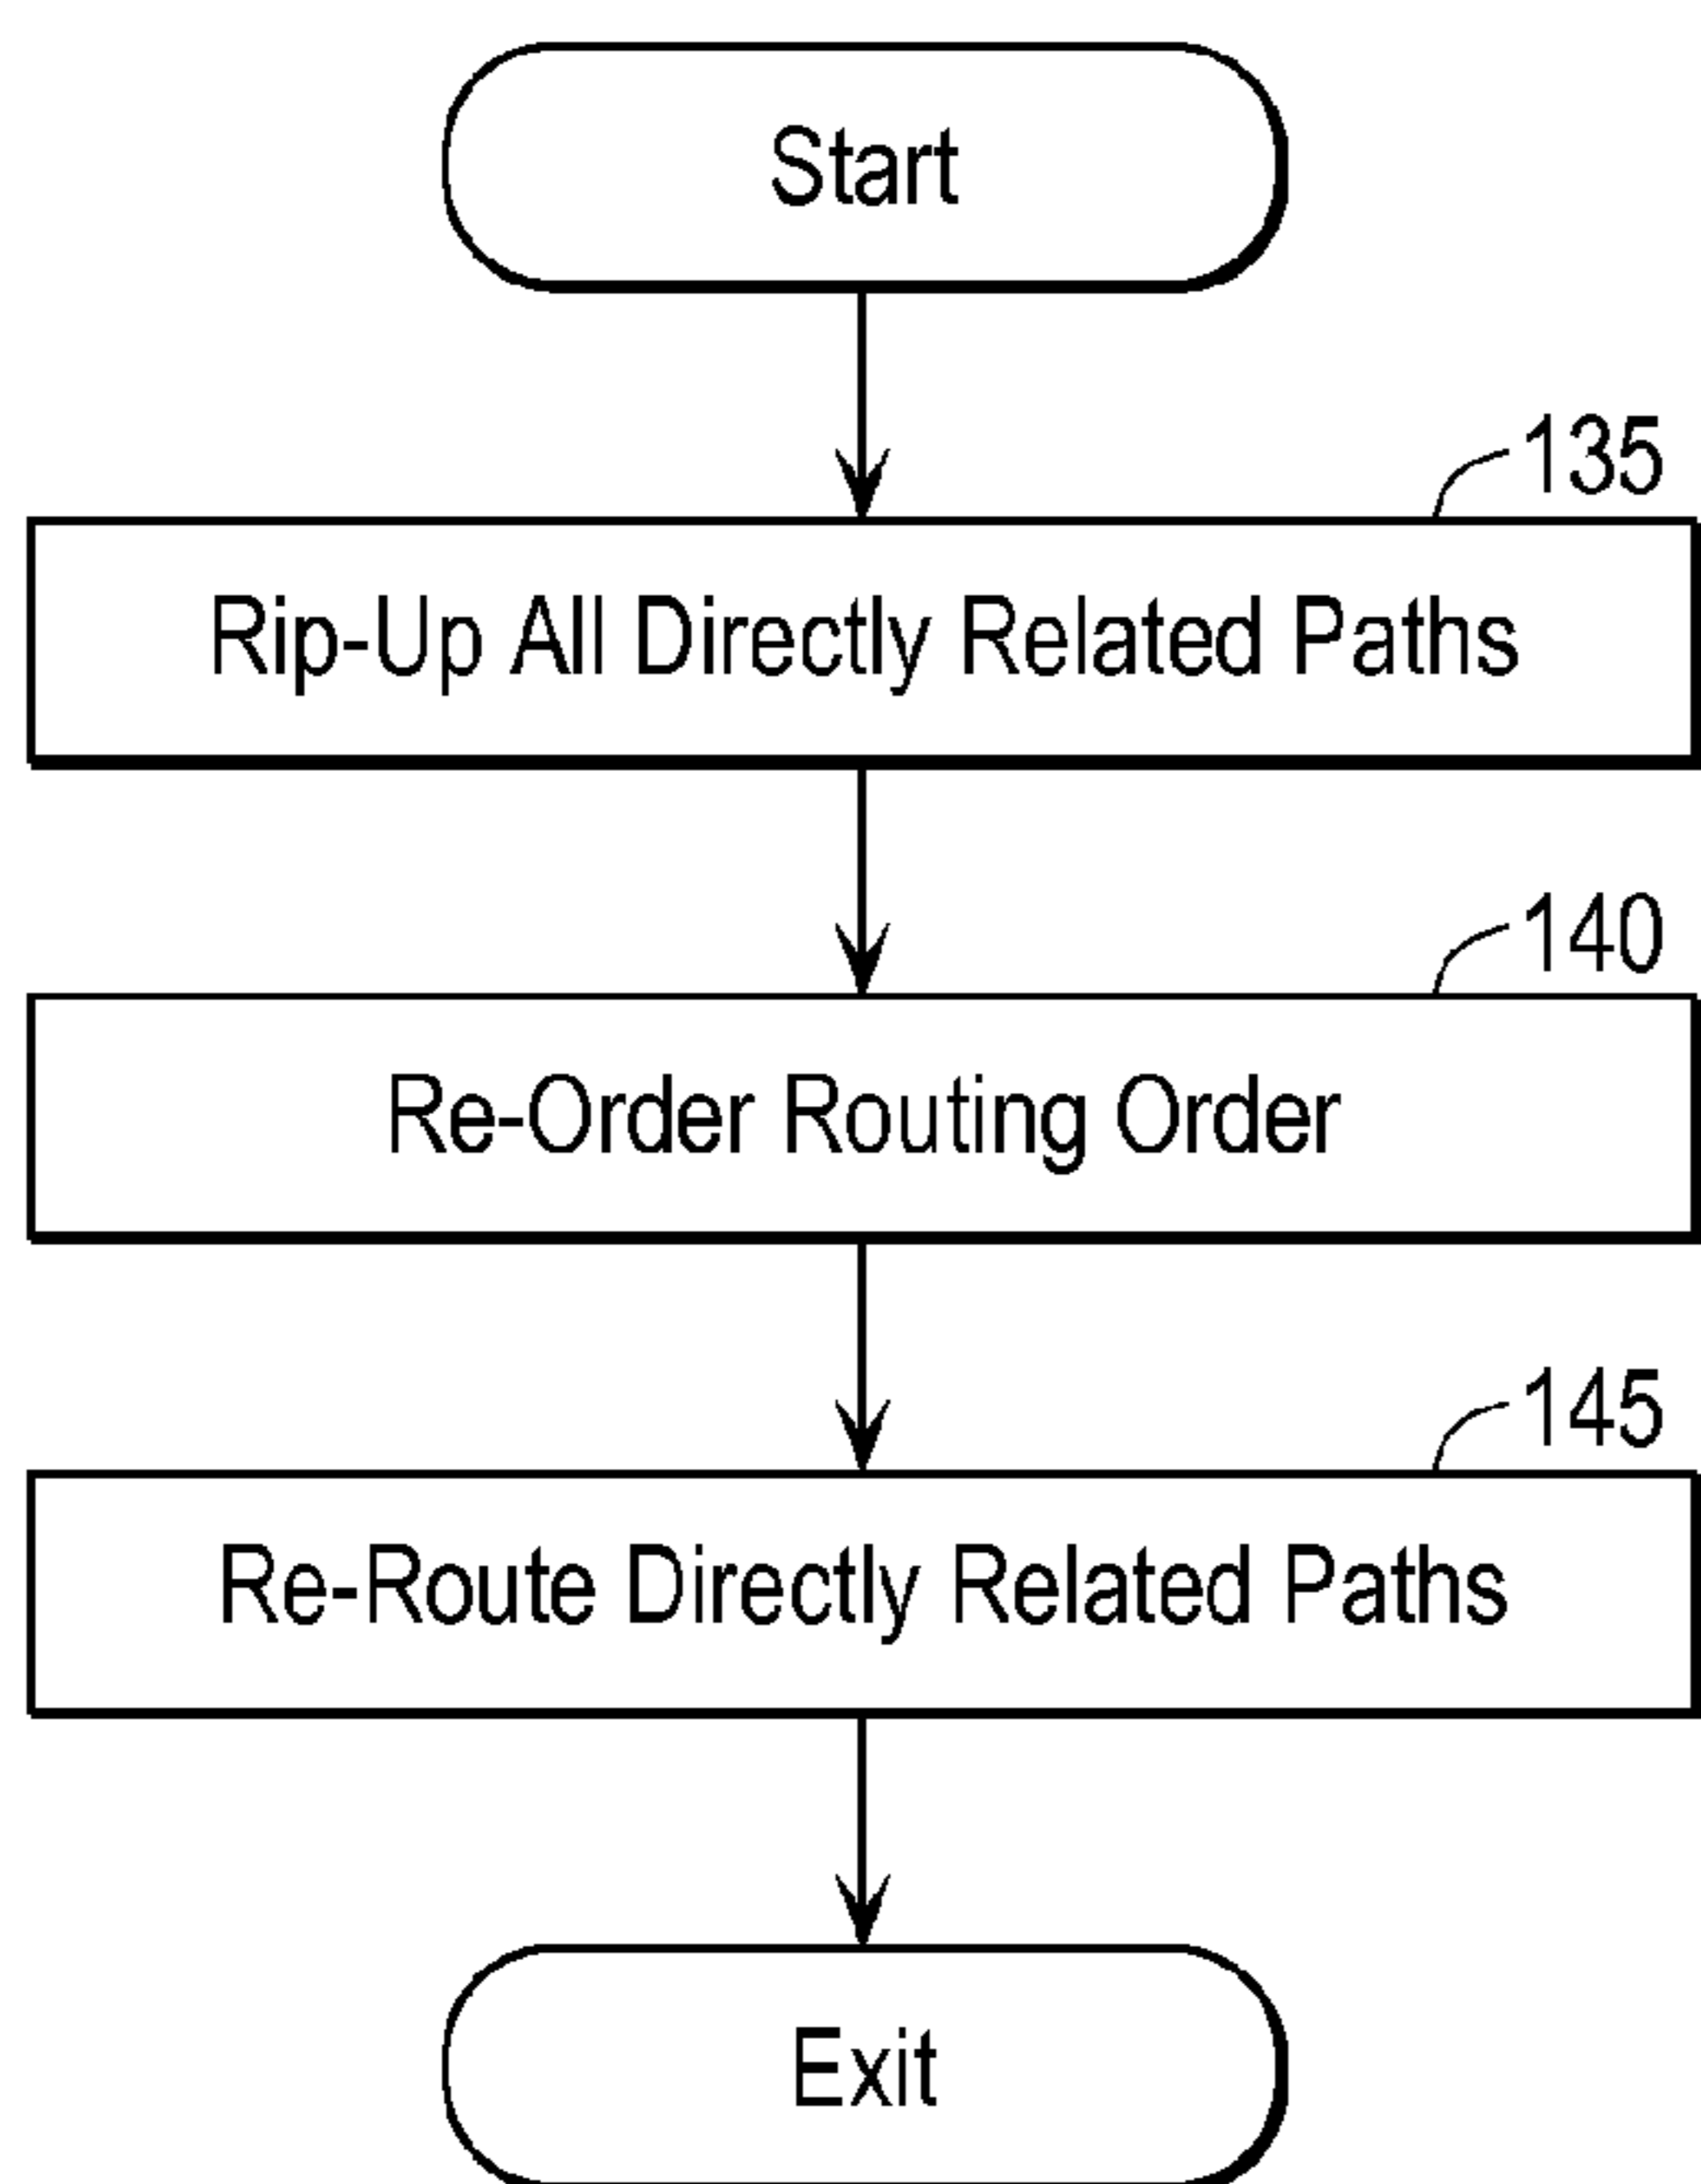 Start
135
Rip-Up All Directly Related Paths
140
Re-Order Routing Order
145
Re-Route Directly Related Paths
Exit